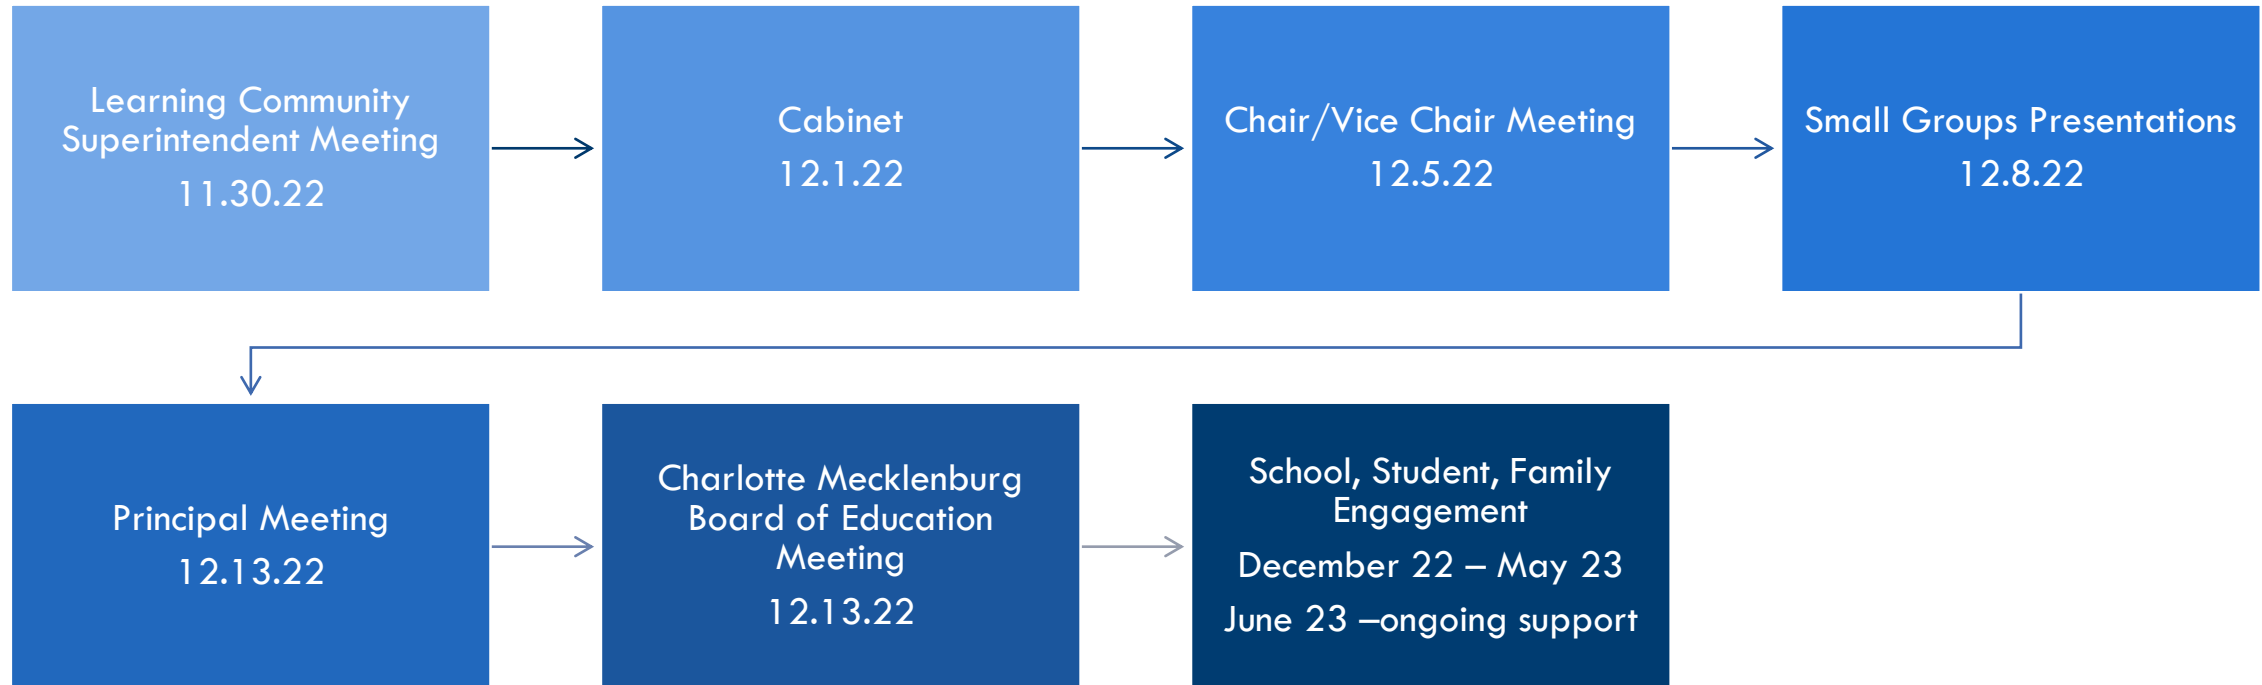 Learning Community
Superintendent Meeting
11.30.22
Cabinet
12.1.22
Chair/Vice Chair Meeting
12.5.22
Small Groups Presentations
12.8.22
Principal Meeting
12.13.22
Charlotte Mecklenburg
Board of Education
Meeting
12.13.22
School, Student, Family
Engagement
December 22 – May 23
June 23 –ongoing support